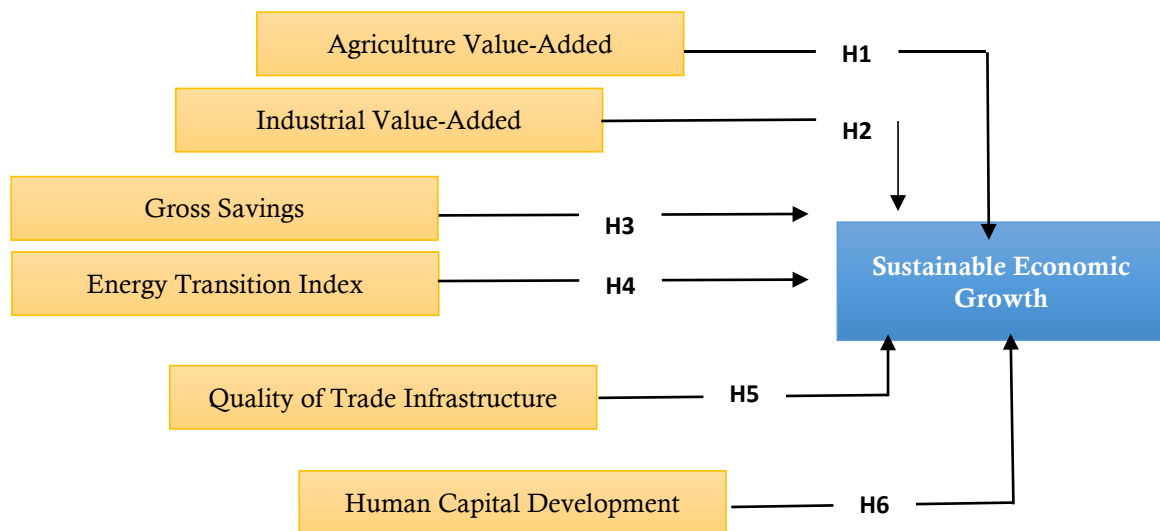 Agriculture Value-Added
H1
Industrial Value-Added
H2
Gross Savings
H3
Energy Transition Index
H4
Sustainable Economic
Growth
Quality of Trade Infrastructure
H5
Human Capital Development
H6